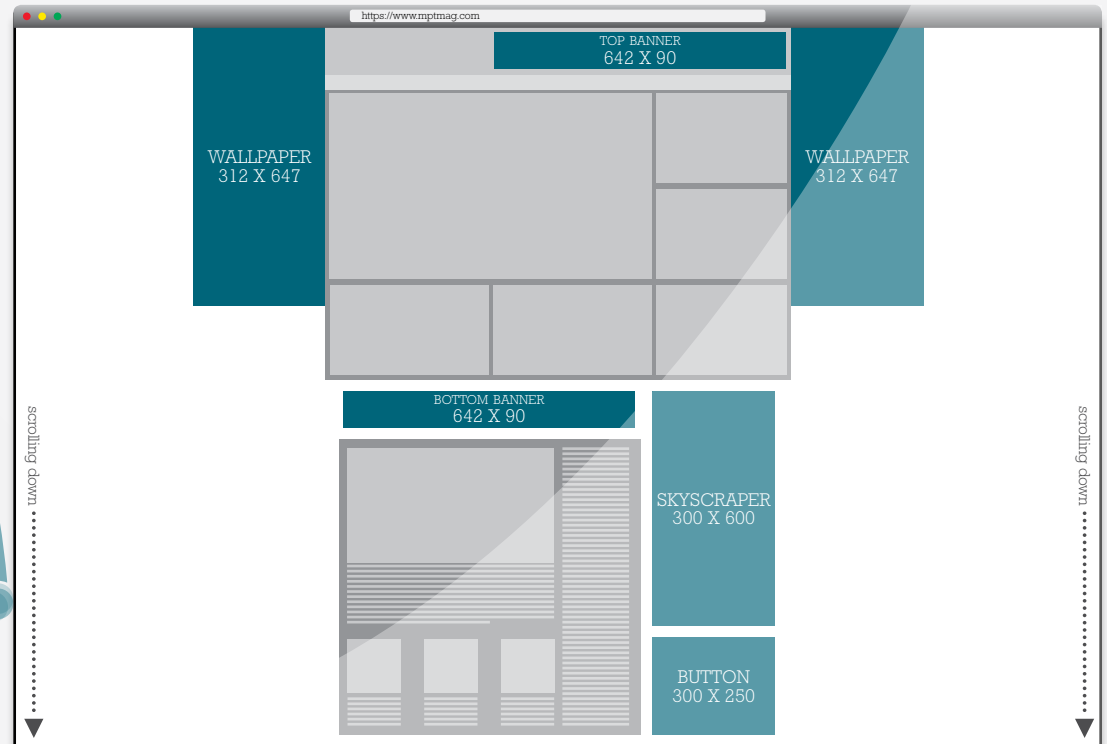 https://www.mptmag.com
TOP BANNER
642 X 90
WALLPAPER
312 X 647
WALLPAPER
312 X 647
BOTTOM BANNER
642 X 90
scrolling down
scrolling down
SKYSCRAPER
300 X 600
BUTTON
300 X 250